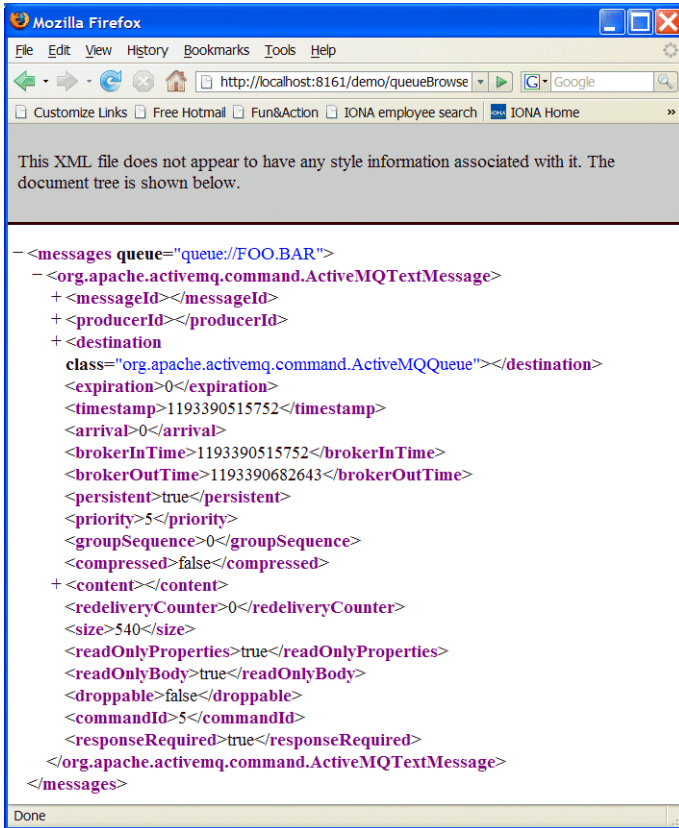 Mozilla Firefox
File Edit View History Bookmarks Tools Help
http://localhost:8161/demo/queueBrowse G Google
Customize Links Free Hotmail Fun&Action IONA employee search IONA IONA Home »
This XML file does not appear to have any style information associated with it. The
document tree is shown below.
− <messages queue="queue://FOO.BAR">
− <org.apache.activemq.command.ActiveMQTextMessage>
+ <messageId></messageId>
+ <producerId></producerId>
+ <destination
class="org.apache.activemq.command.ActiveMQQueue"></destination>
<expiration>0</expiration>
<timestamp>1193390515752</timestamp>
<arrival>0</arrival>
<brokerInTime>1193390515752</brokerInTime>
<brokerOutTime>1193390682643</brokerOutTime>
<persistent>true</persistent>
<priority>5</priority>
<groupSequence>0</groupSequence>
<compressed>false</compressed>
+ <content></content>
<redeliveryCounter>0</redeliveryCounter>
<size>540</size>
<readOnlyProperties>true</readOnlyProperties>
<readOnlyBody>true</readOnlyBody>
<droppable>false</droppable>
<commandId>5</commandId>
<responseRequired>true</responseRequired>
</org.apache.activemq.command.ActiveMQTextMessage>
</messages>
Done